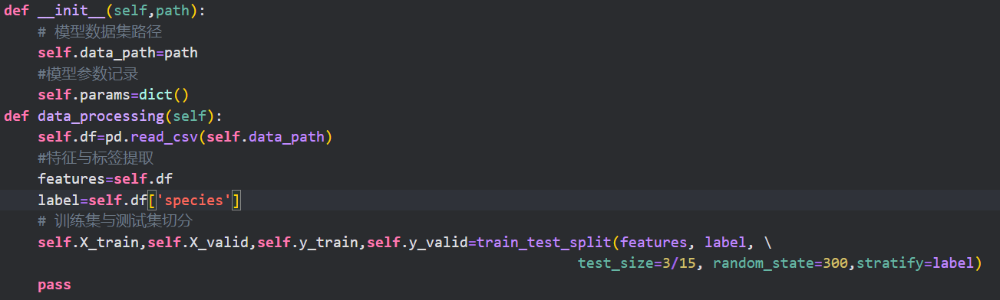 def __init__(self,path):
    # 模型数据集路径
    self.data_path=path
    #模型参数记录
    self.params=dict()
def data_processing(self):
    self.df=pd.read_csv(self.data_path)
    #特征与标签提取
    features=self.df
    label=self.df['species']
    # 训练集与测试集切分
    self.X_train,self.X_valid,self.y_train,self.y_valid=train_test_split(features, label, \
                                                                test_size=3/15, random_state=300,stratify=label)
    pass